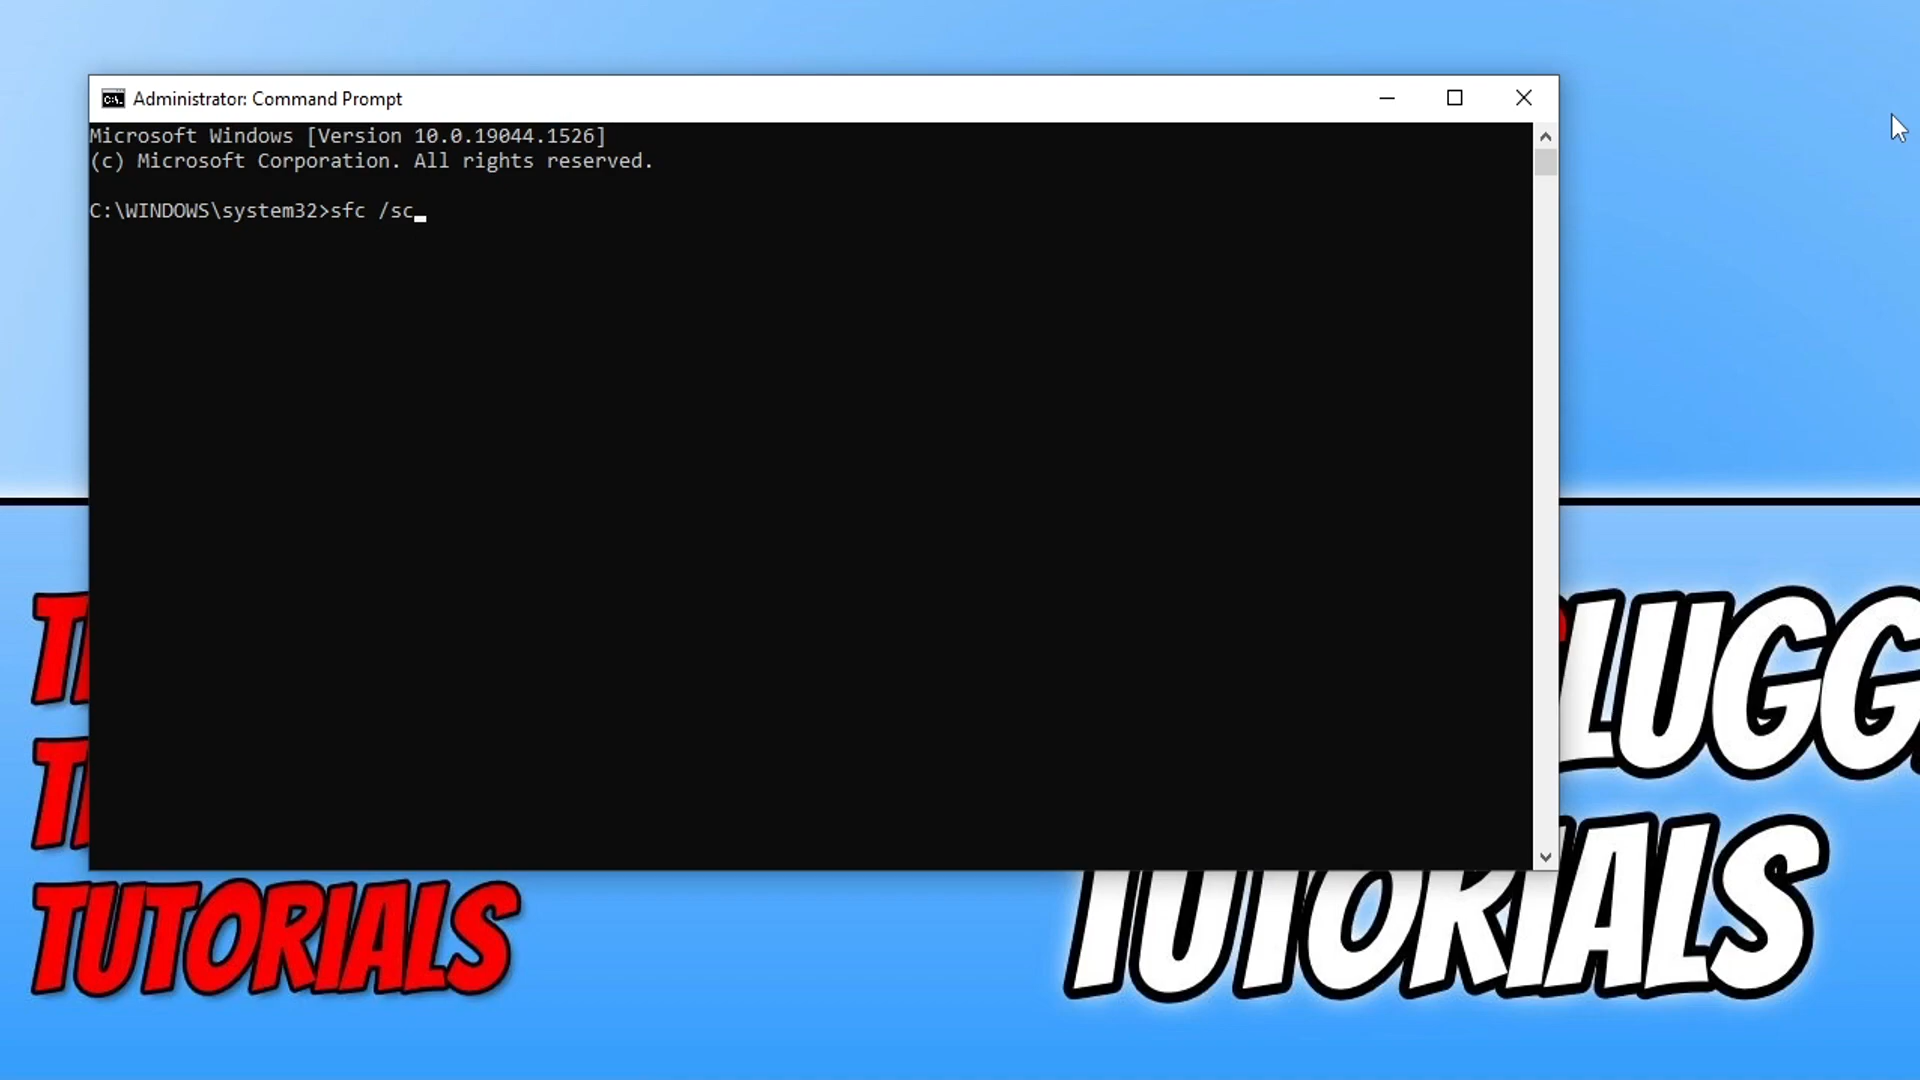 Administrator: Command Prompt
Microsoft Windows [Version 10.0.19044.1526]
(c) Microsoft Corporation. All rights reserved.
C:\WINDOWS\system32>sfc /sc
TUTORIALS
TUTORIALS